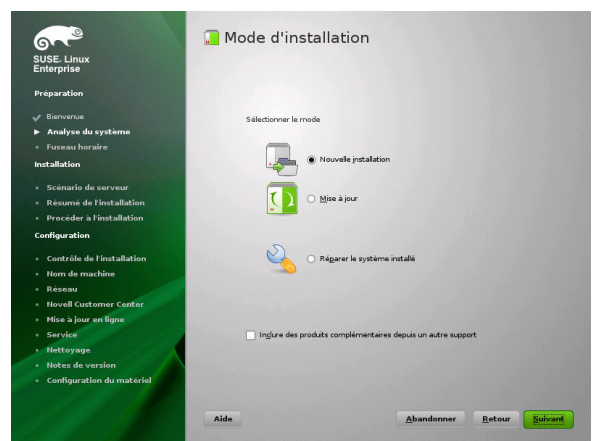 SUSE. Linux
Enterprise
Préparation
Bienvenue
Analyse du système
Fuseau horaire
Installation
Scénario de serveur
Résumé de l'installation
Procéder à l'installation
Configuration
Contrôle de l'installation
Nom de machine
Réseau
Novell Customer Center
Mise à jour en ligne
Service
Nettoyage
Notes de version
Configuration du matériel
Mode d'installation
Sélectionner le mode
Nouvelle installation
Mise à jour
Réparer le système installé
Inclure des produits complémentaires depuis un autre support
Aide
Abandonner
Retour
Suivant